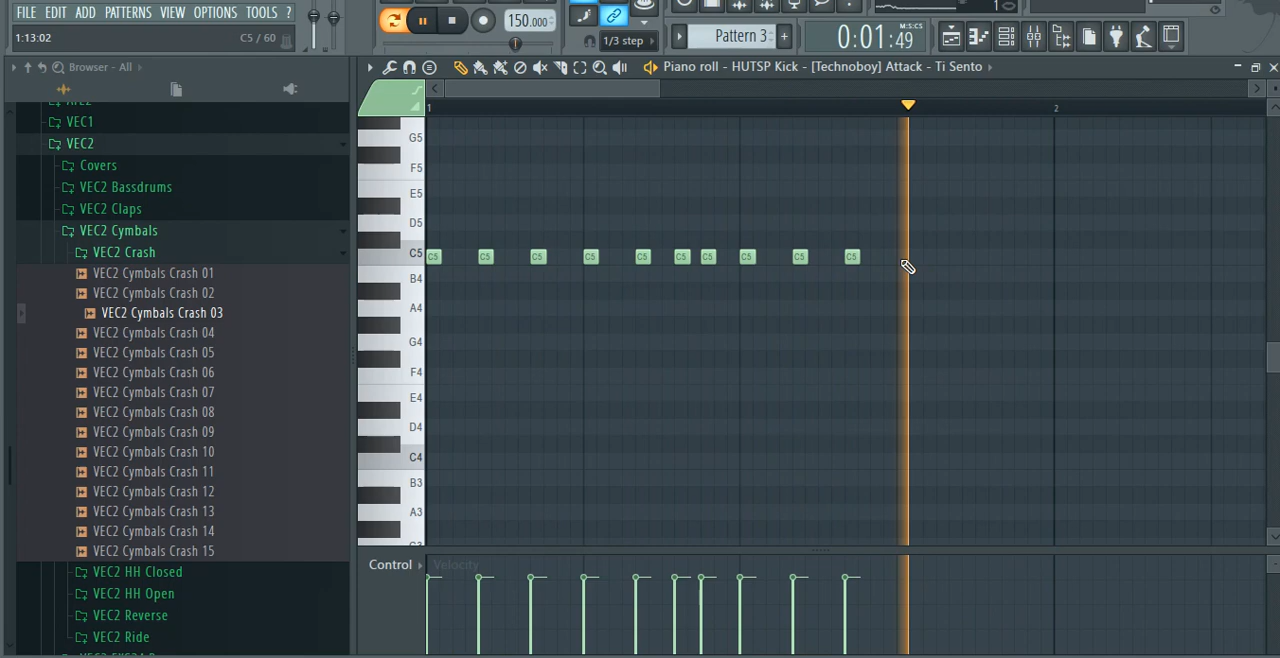 FILE EDIT ADD PATTERNS VIEW OPTIONS TOOLS ?
1:13:02 C5 / 60
150.000
1/3 step
Pattern 3
M:S:CS
0:01:49
1
Browser - All
Piano roll - HUTSP Kick - [Technoboy] Attack - Ti Sento
VEC1
VEC2
Covers
VEC2 Bassdrums
VEC2 Claps
VEC2 Cymbals
VEC2 Crash
VEC2 Cymbals Crash 01
VEC2 Cymbals Crash 02
VEC2 Cymbals Crash 03
VEC2 Cymbals Crash 04
VEC2 Cymbals Crash 05
VEC2 Cymbals Crash 06
VEC2 Cymbals Crash 07
VEC2 Cymbals Crash 08
VEC2 Cymbals Crash 09
VEC2 Cymbals Crash 10
VEC2 Cymbals Crash 11
VEC2 Cymbals Crash 12
VEC2 Cymbals Crash 13
VEC2 Cymbals Crash 14
VEC2 Cymbals Crash 15
VEC2 HH Closed
VEC2 HH Open
VEC2 Reverse
VEC2 Ride
1 2
G5
F5
E5
D5
C5 C5 C5 C5 C5 C5 C5 C5 C5 C5 C5
B4
A4
G4
F4
E4
D4
C4
B3
A3
Control Velocity